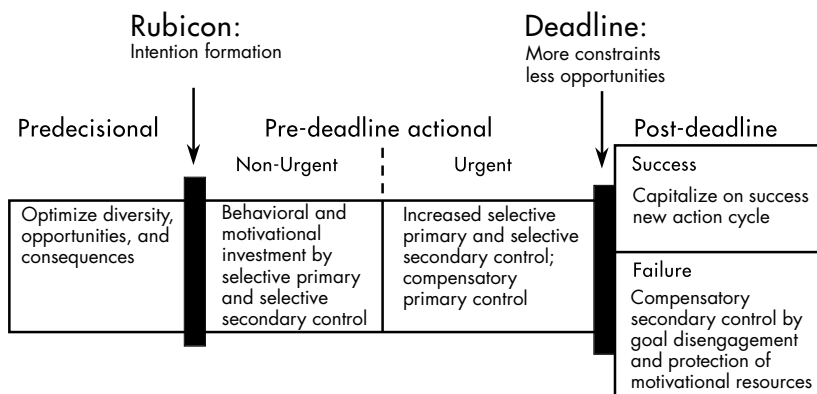 Rubicon:
Intention formation
Deadline:
More constraints
less opportunities
Predecisional
Pre-deadline actional
Post-deadline
Non-Urgent
Urgent
Optimize diversity,
opportunities, and
consequences
Behavioral and
motivational
investment by
selective primary
and selective
secondary control
Increased selective
primary and selective
secondary control;
compensatory
primary control
Success
Capitalize on success
new action cycle
Failure
Compensatory
secondary control by
goal disengagement
and protection of
motivational resources